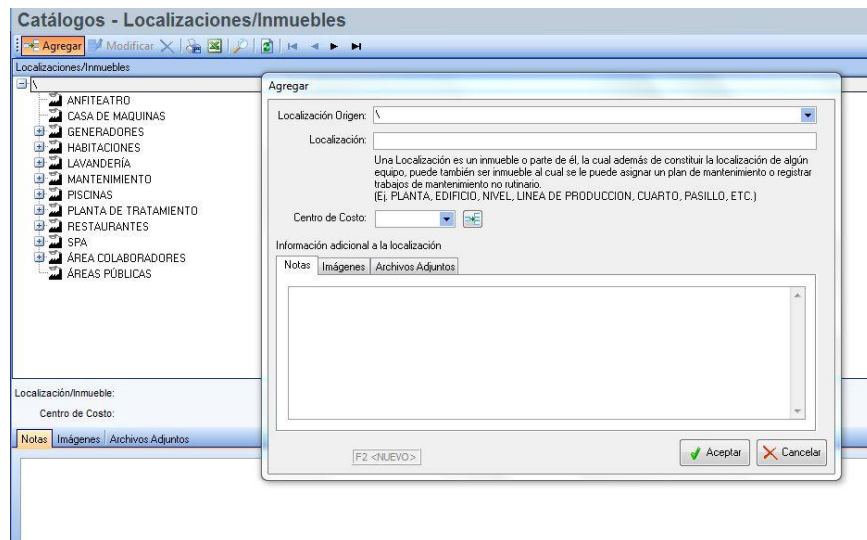 Catálogos - Localizaciones/Inmuebles
Agregar Modificar
Localizaciones/Inmuebles
\
ANFITEATRO
CASA DE MAQUINAS
GENERADORES
HABITACIONES
LAVANDERÍA
MANTENIMIENTO
PISCINAS
PLANTA DE TRATAMIENTO
RESTAURANTES
SPA
ÁREA COLABORADORES
ÁREAS PÚBLICAS
Agregar
Localización Origen: \
Localización:
Una Localización es un inmueble o parte de él, la cual además de constituir la localización de algún
equipo, puede también ser inmueble al cual se le puede asignar un plan de mantenimiento o registrar
trabajos de mantenimiento no rutinario.
(Ej. PLANTA, EDIFICIO, NIVEL, LINEA DE PRODUCCION, CUARTO, PASILLO, ETC.)
Centro de Costo:
Información adicional a la localización
Notas Imágenes Archivos Adjuntos
F2 <NUEVO> Aceptar Cancelar
Localización/Inmueble:
Centro de Costo:
Notas Imágenes Archivos Adjuntos